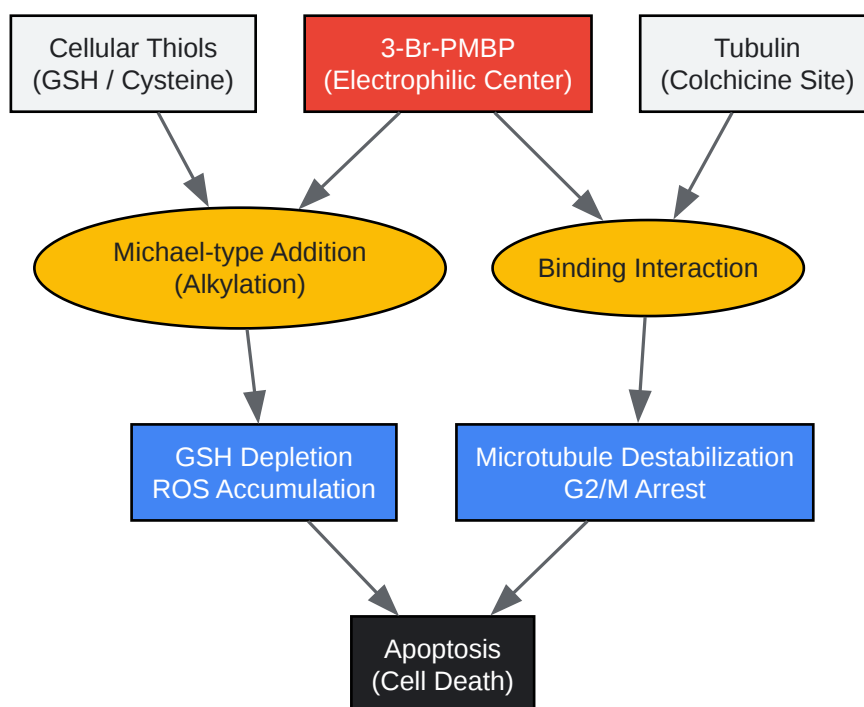 Cellular Thiols
(GSH / Cysteine)
3-Br-PMBP
(Electrophilic Center)
Tubulin
(Colchicine Site)
Michael-type Addition
(Alkylation)
Binding Interaction
GSH Depletion
ROS Accumulation
Microtubule Destabilization
G2/M Arrest
Apoptosis
(Cell Death)